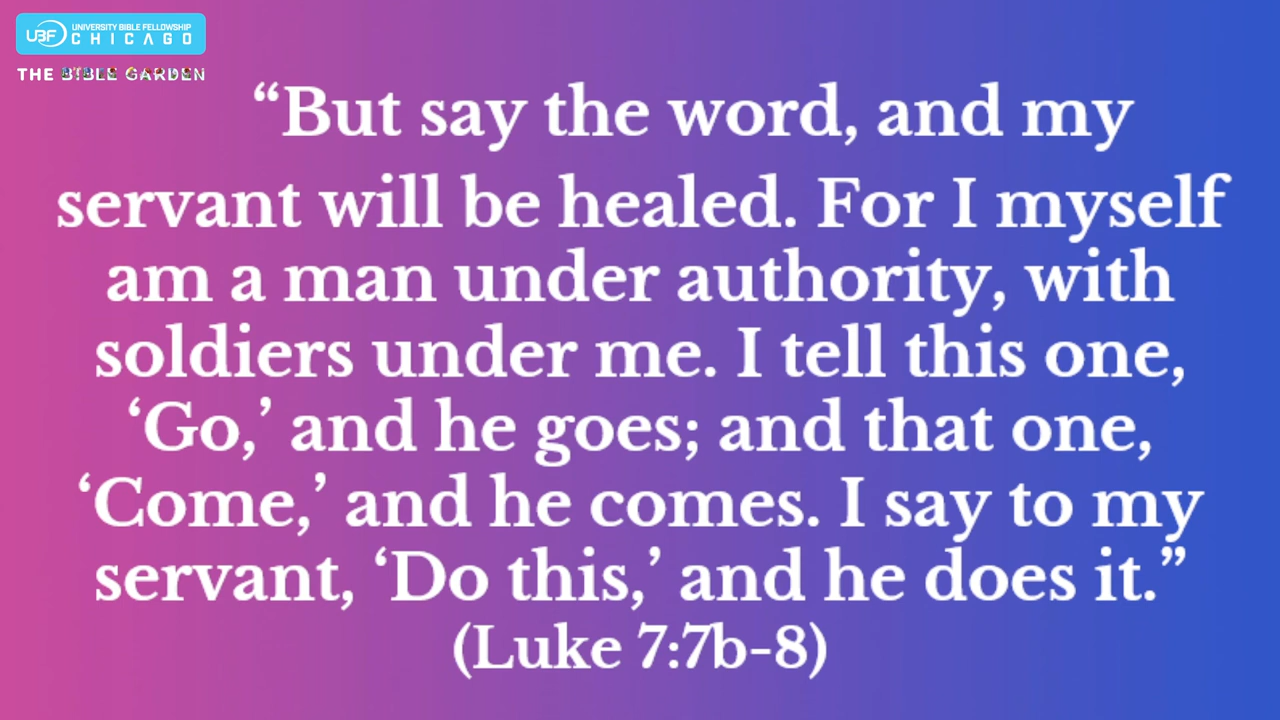 UBF UNIVERSITY BIBLE FELLOWSHIP
CHICAGO
THE BIBLE GARDEN
“But say the word, and my
servant will be healed. For I myself
am a man under authority, with
soldiers under me. I tell this one,
‘Go,’ and he goes; and that one,
‘Come,’ and he comes. I say to my
servant, ‘Do this,’ and he does it.”
(Luke 7:7b-8)